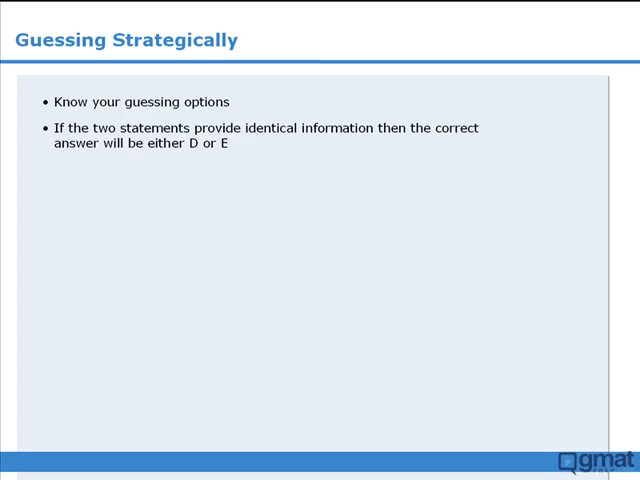 Guessing Strategically
• Know your guessing options
• If the two statements provide identical information then the correct
answer will be either D or E
gmat